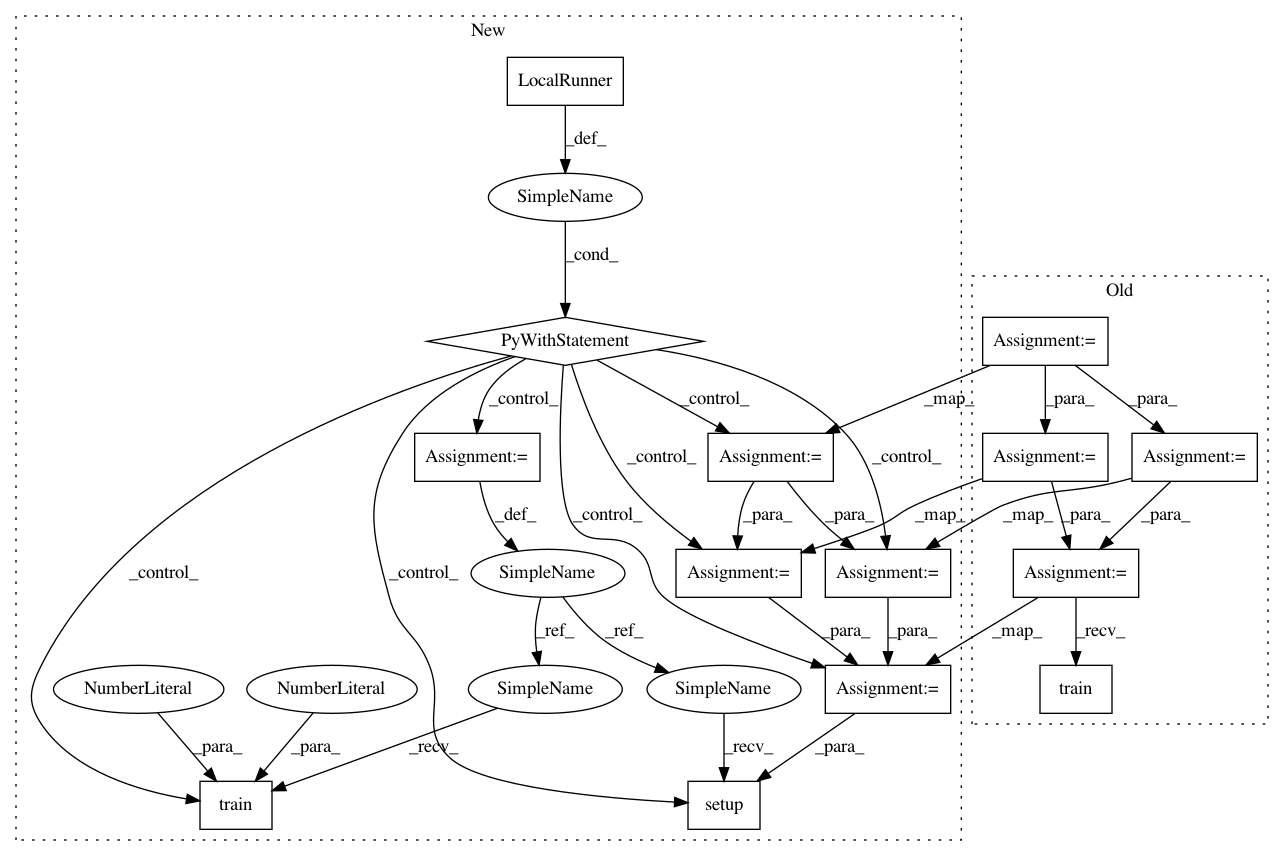 New
LocalRunner
_def_
SimpleName
_cond_
Old
PyWithStatement
Assignment:=
_control_
_control_
_map_
_para_
_para_
Assignment:=
Assignment:=
Assignment:=
Assignment:=
_control_
_control_
_def_
_control_
_para_
_para_
_map_
_map_
_para_
_para_
_control_
_control_
SimpleName
Assignment:=
Assignment:=
Assignment:=
_ref_
_ref_
_para_
_para_
_map_
_recv_
NumberLiteral
NumberLiteral
SimpleName
SimpleName
Assignment:=
train
_para_
_para_
_recv_
_recv_
_para_
train
setup